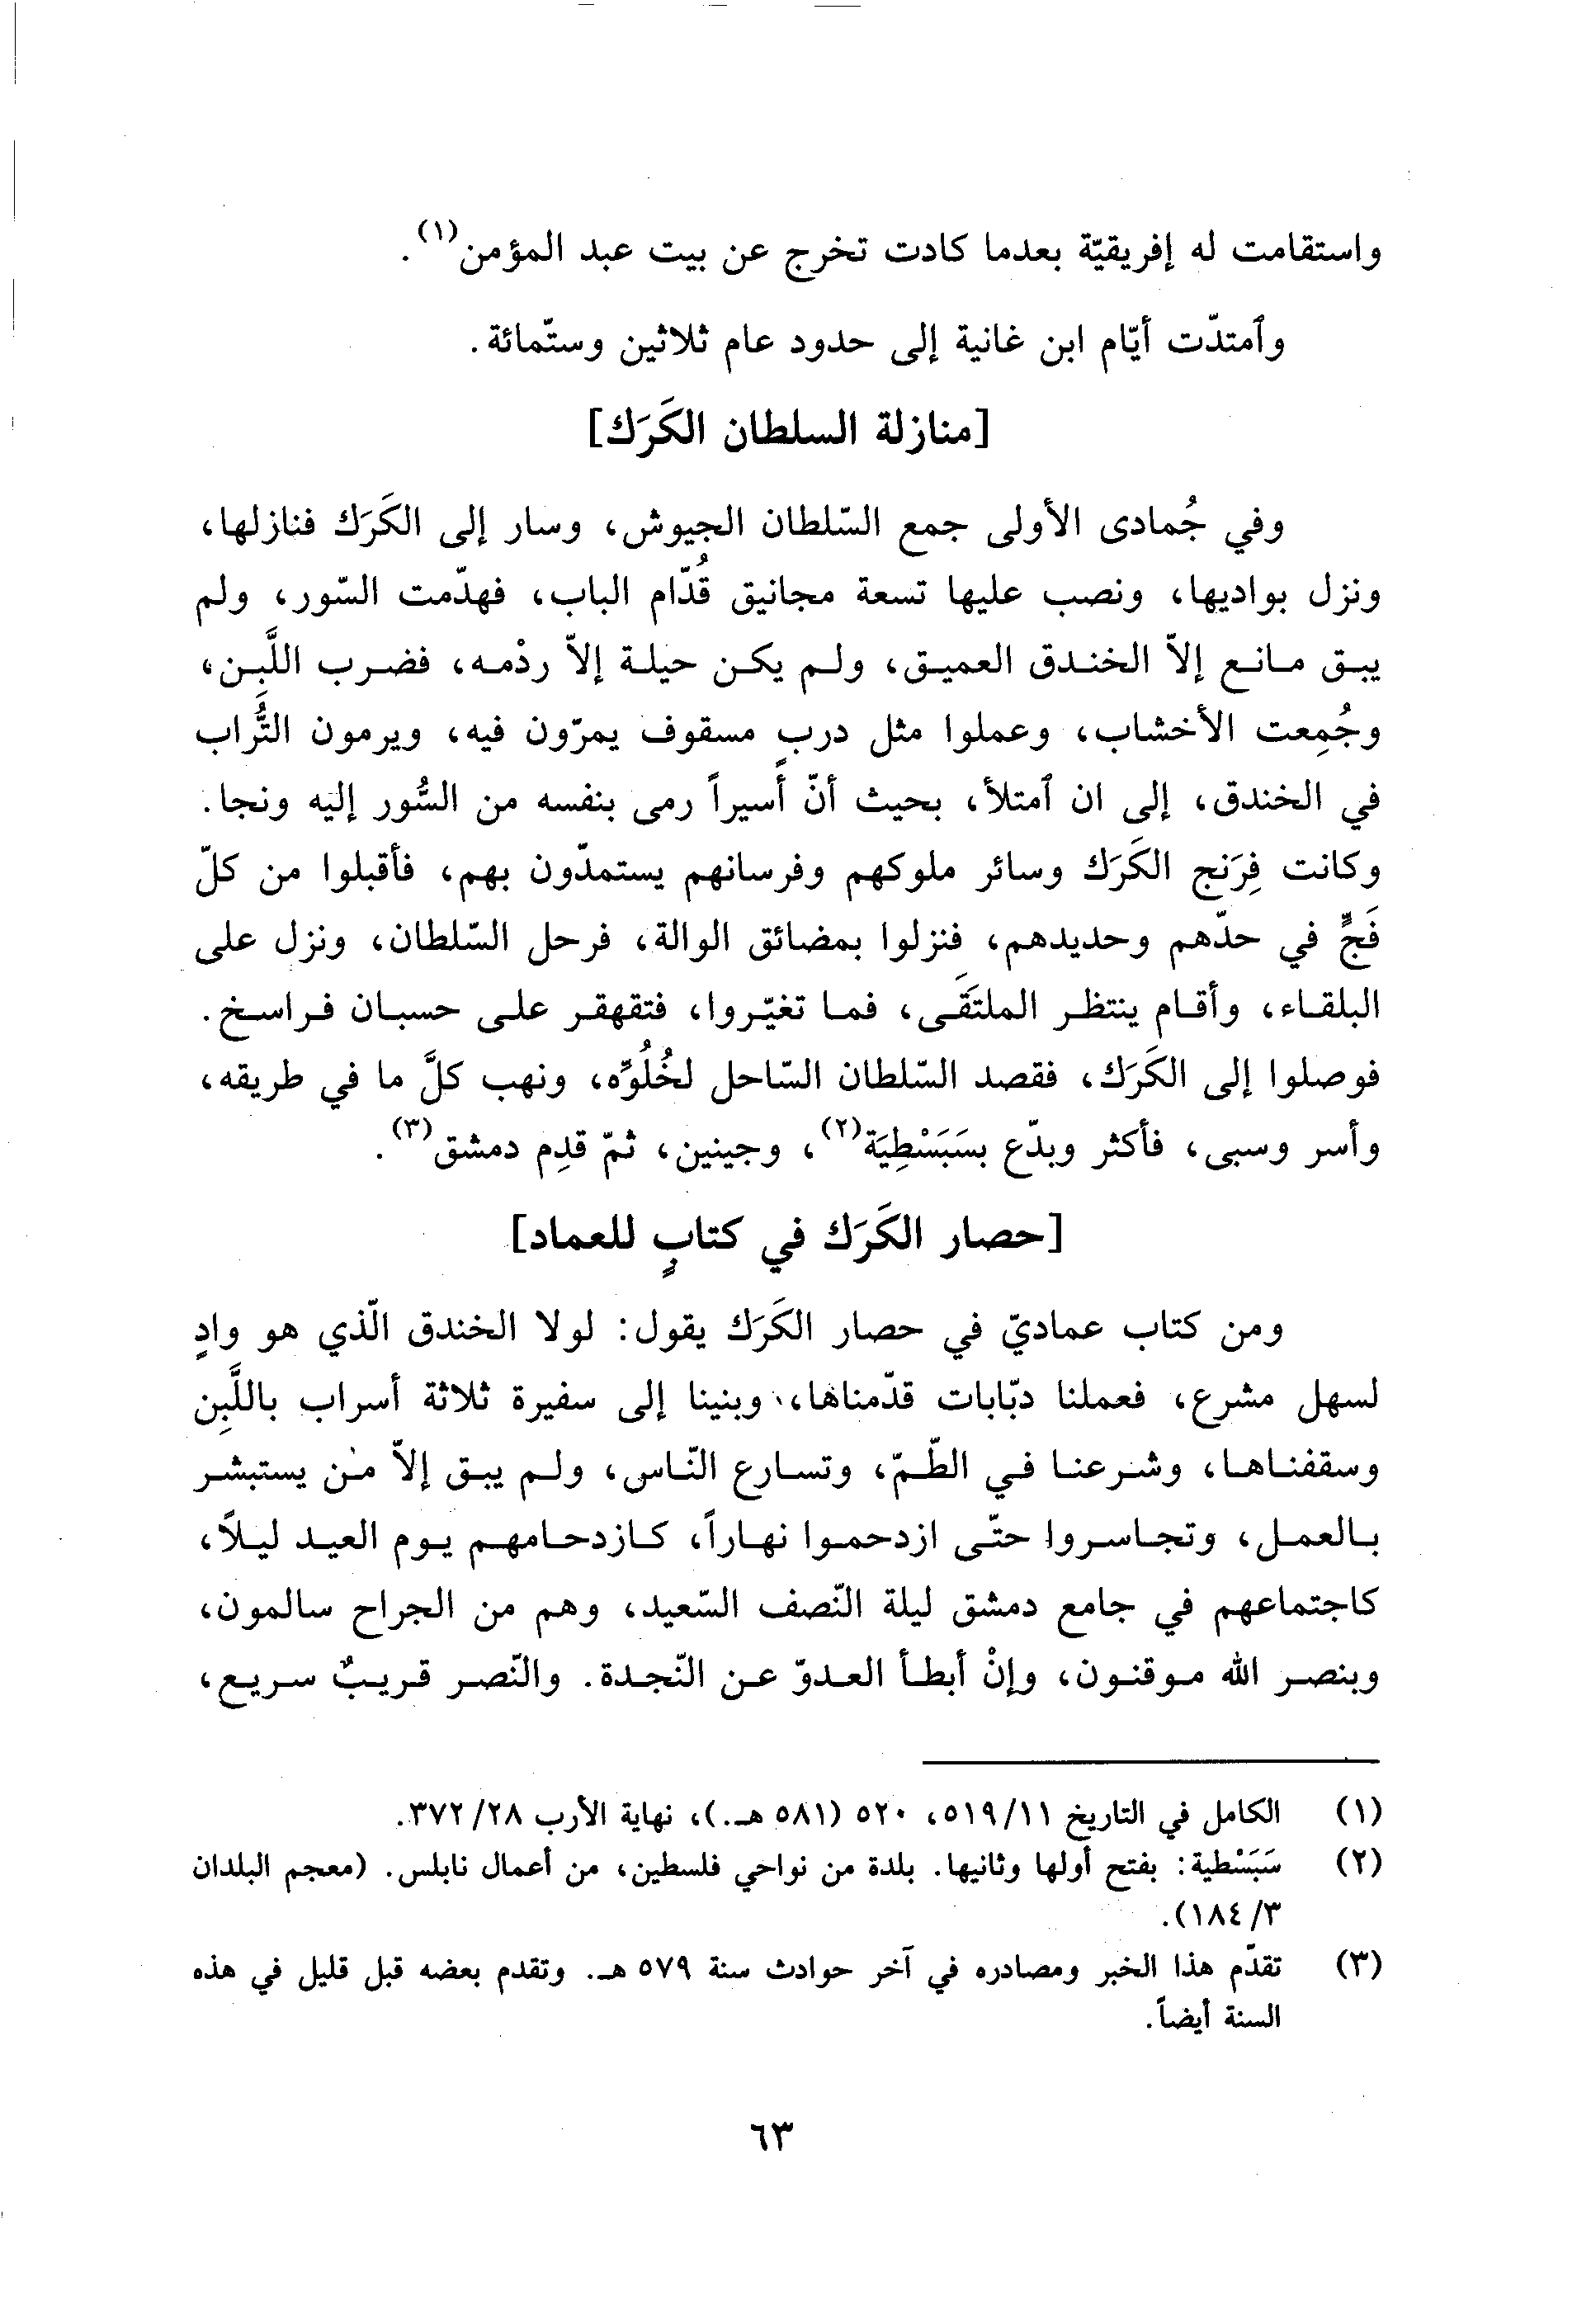 واستقامت له إفريقيّة بعدما كادت تخرج عن بيت عبد المؤمن(١).
وٱمتدّت أيّام ابن غانية إلى حدود عام ثلاثين وستّمائة.
[منازلة السلطان الكَرَك]
وفي جُمادى الأولى جمع السّلطان الجيوش، وسار إلى الكَرَك فنازلها،
ونزل بواديها، ونصب عليها تسعة مجانيق قُدّام الباب، فهدّمت السّور، ولم
يبق مانع إلاّ الخندق العميق، ولم يكن حيلة إلاّ ردْمه، فضرب اللَّبِن،
وجُمِعت الأخشاب، وعملوا مثل دربٍ مسقوف يمرّون فيه، ويرمون التُّراب
في الخندق، إلى ان ٱمتلأ، بحيث أنّ أسيراً رمى بنفسه من السُّور إليه ونجا.
وكانت فِرَنج الكَرَك وسائر ملوكهم وفرسانهم يستمدّون بهم، فأقبلوا من كلّ
فَجٍّ في حدّهم وحديدهم، فنزلوا بمضائق الوالة، فرحل السّلطان، ونزل على
البلقاء، وأقام ينتظر الملتَقَى، فما تغيّروا، فتقهقر على حسبان فراسخ.
فوصلوا إلى الكَرَك، فقصد السّلطان السّاحل لخُلُوِّه، ونهب كلَّ ما في طريقه،
وأسر وسبى، فأكثر وبدّع بسَبَسْطِيَة(٢)، وجينين، ثمّ قدِم دمشق(٣).
[حصار الكَرَك في كتابٍ للعماد]
ومن كتاب عماديّ في حصار الكَرَك يقول: لولا الخندق الّذي هو وادٍ
لسهل مشرع، فعملنا دبّابات قدّمناها، وبنينا إلى سفيرة ثلاثة أسراب باللَّبِن
وسقفناها، وشرعنا في الطّمّ، وتسارع النّاس، ولم يبق إلاّ من يستبشر
بالعمل، وتجاسروا حتّى ازدحموا نهاراً، كازدحامهم يوم العيد ليلاً،
كاجتماعهم في جامع دمشق ليلة النّصف السّعيد، وهم من الجراح سالمون،
وبنصر الله موقنون، وإنْ أبطأ العدوّ عن النّجدة. والنّصر قريبٌ سريع،
(١) الكامل في التاريخ ٥١٩/١١، ٥٢٠ (٥٨١ هـ.)، نهاية الأرب ٣٧٢/٢٨.
(٢) سَبَسْطية: بفتح أولها وثانيها. بلدة من نواحي فلسطين، من أعمال نابلس. (معجم البلدان
١٨٤/٣).
(٣) تقدّم هذا الخبر ومصادره في آخر حوادث سنة ٥٧٩ هـ. وتقدم بعضه قبل قليل في هذه
السنة أيضاً.
٦٣